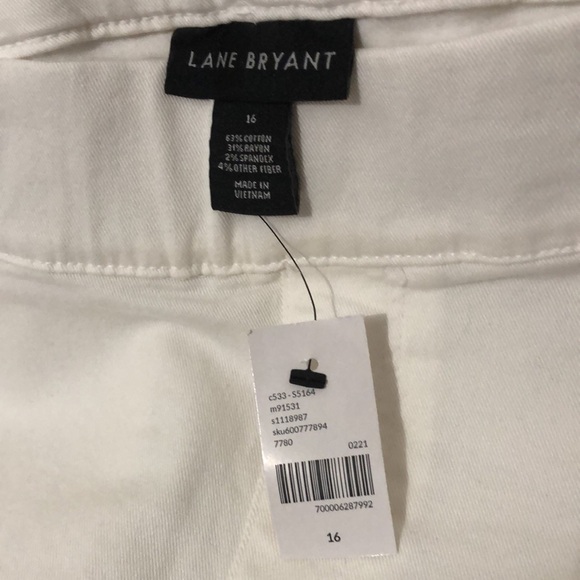 LANE BRYANT
16
63% COTTON
31% RAYON
2% SPANDEX
4% OTHER FIBER
MADE IN
VIETNAM
c533 - S5164
m91531
s1118987
sku600777894
7780 0221
700006287992
16